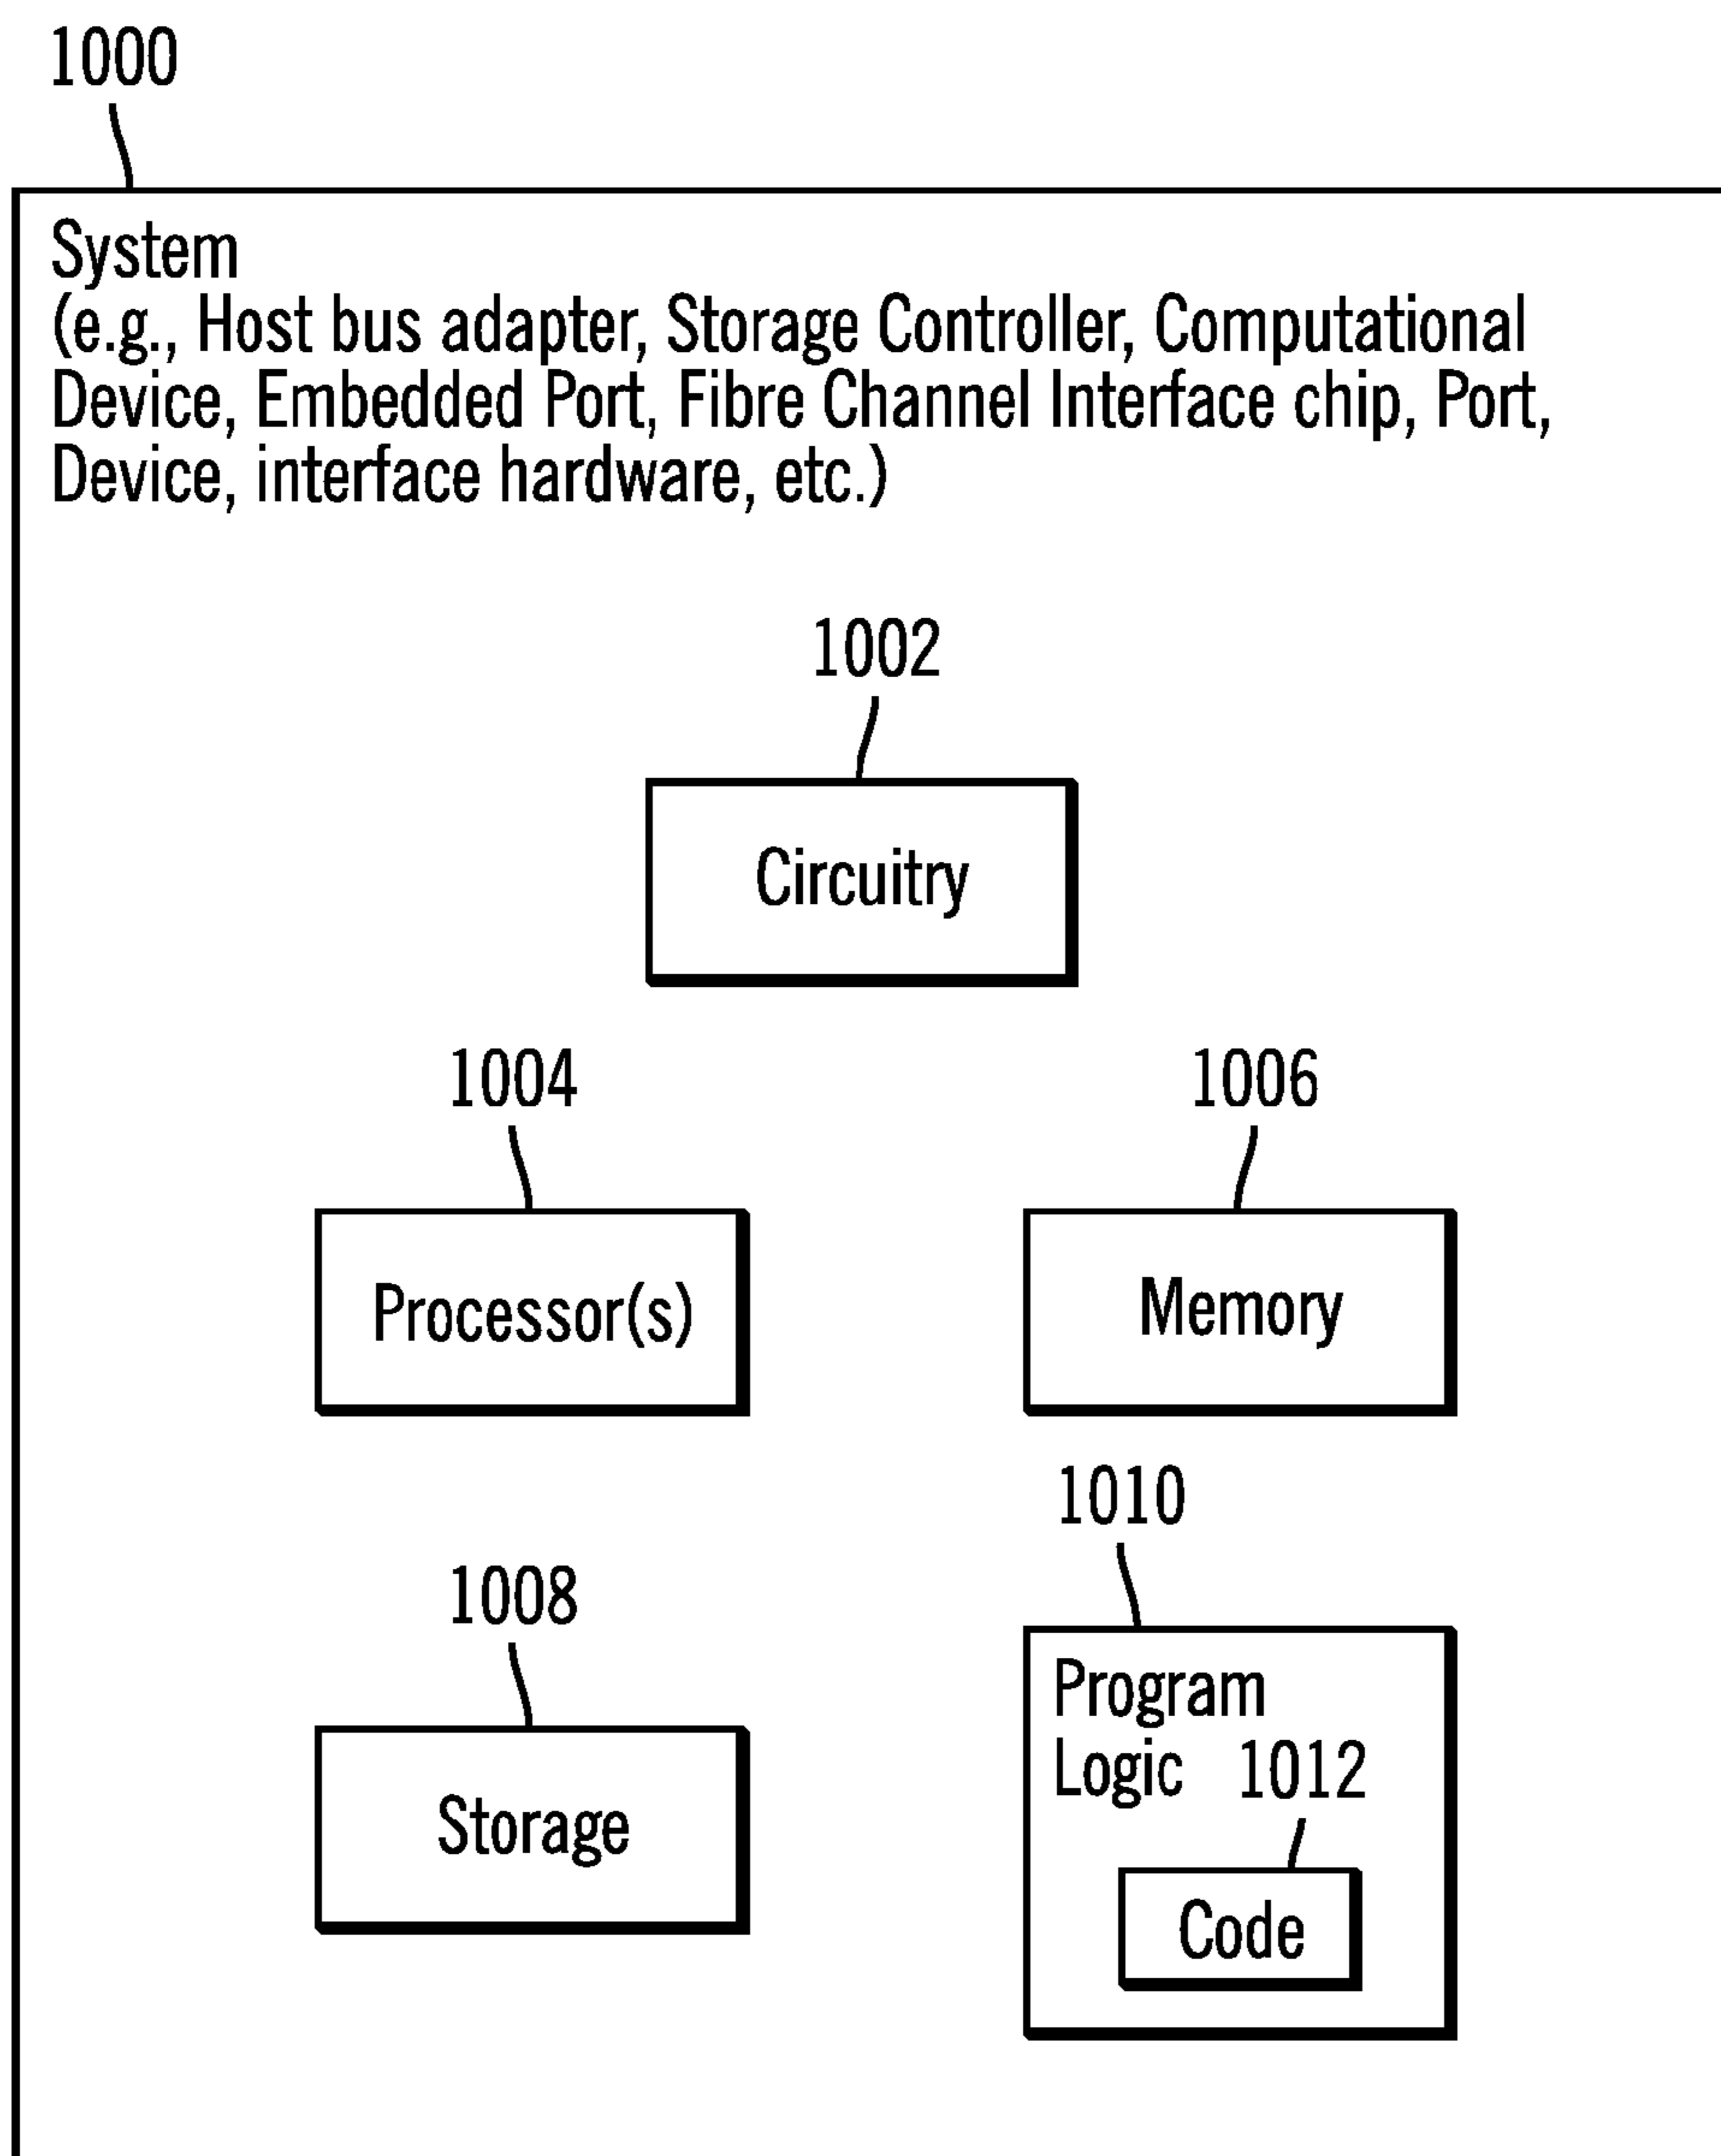 1000
System
(e.g., Host bus adapter, Storage Controller, Computational
Device, Embedded Port, Fibre Channel Interface chip, Port,
Device, interface hardware, etc.)
1002
Circuitry
1004
1006
Processor(s)
Memory
1010
1008
Program
Logic 1012
Storage
Code